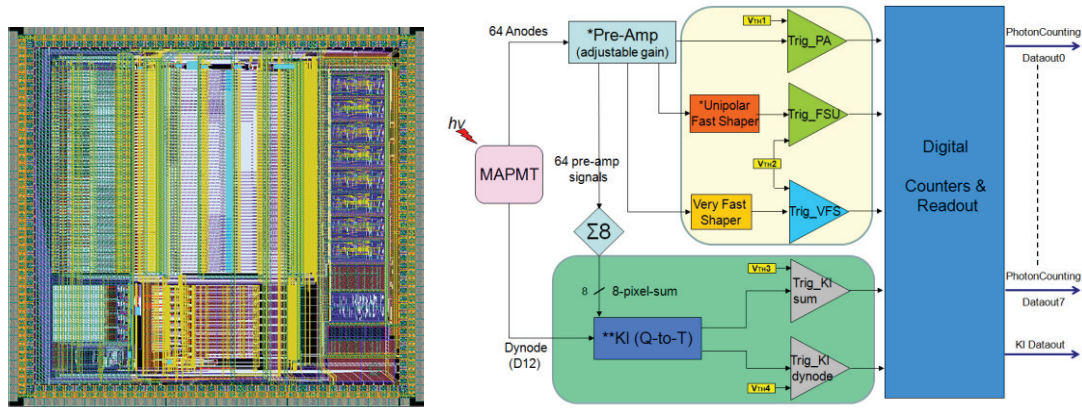 64 Anodes
*Pre-Amp
(adjustable gain)
VTH1
Trig_PA
PhotonCounting
Dataout0
hν
*Unipolar
Fast Shaper
Trig_FSU
64 pre-amp
signals
MAPMT
VTH2
Digital
Counters &
Readout
Very Fast
Shaper
Trig_VFS
Σ8
8
8-pixel-sum
VTH3
Trig_KI
sum
PhotonCounting
Dataout7
**KI (Q-to-T)
Dynode
(D12)
Trig_KI
dynode
VTH4
KI Dataout